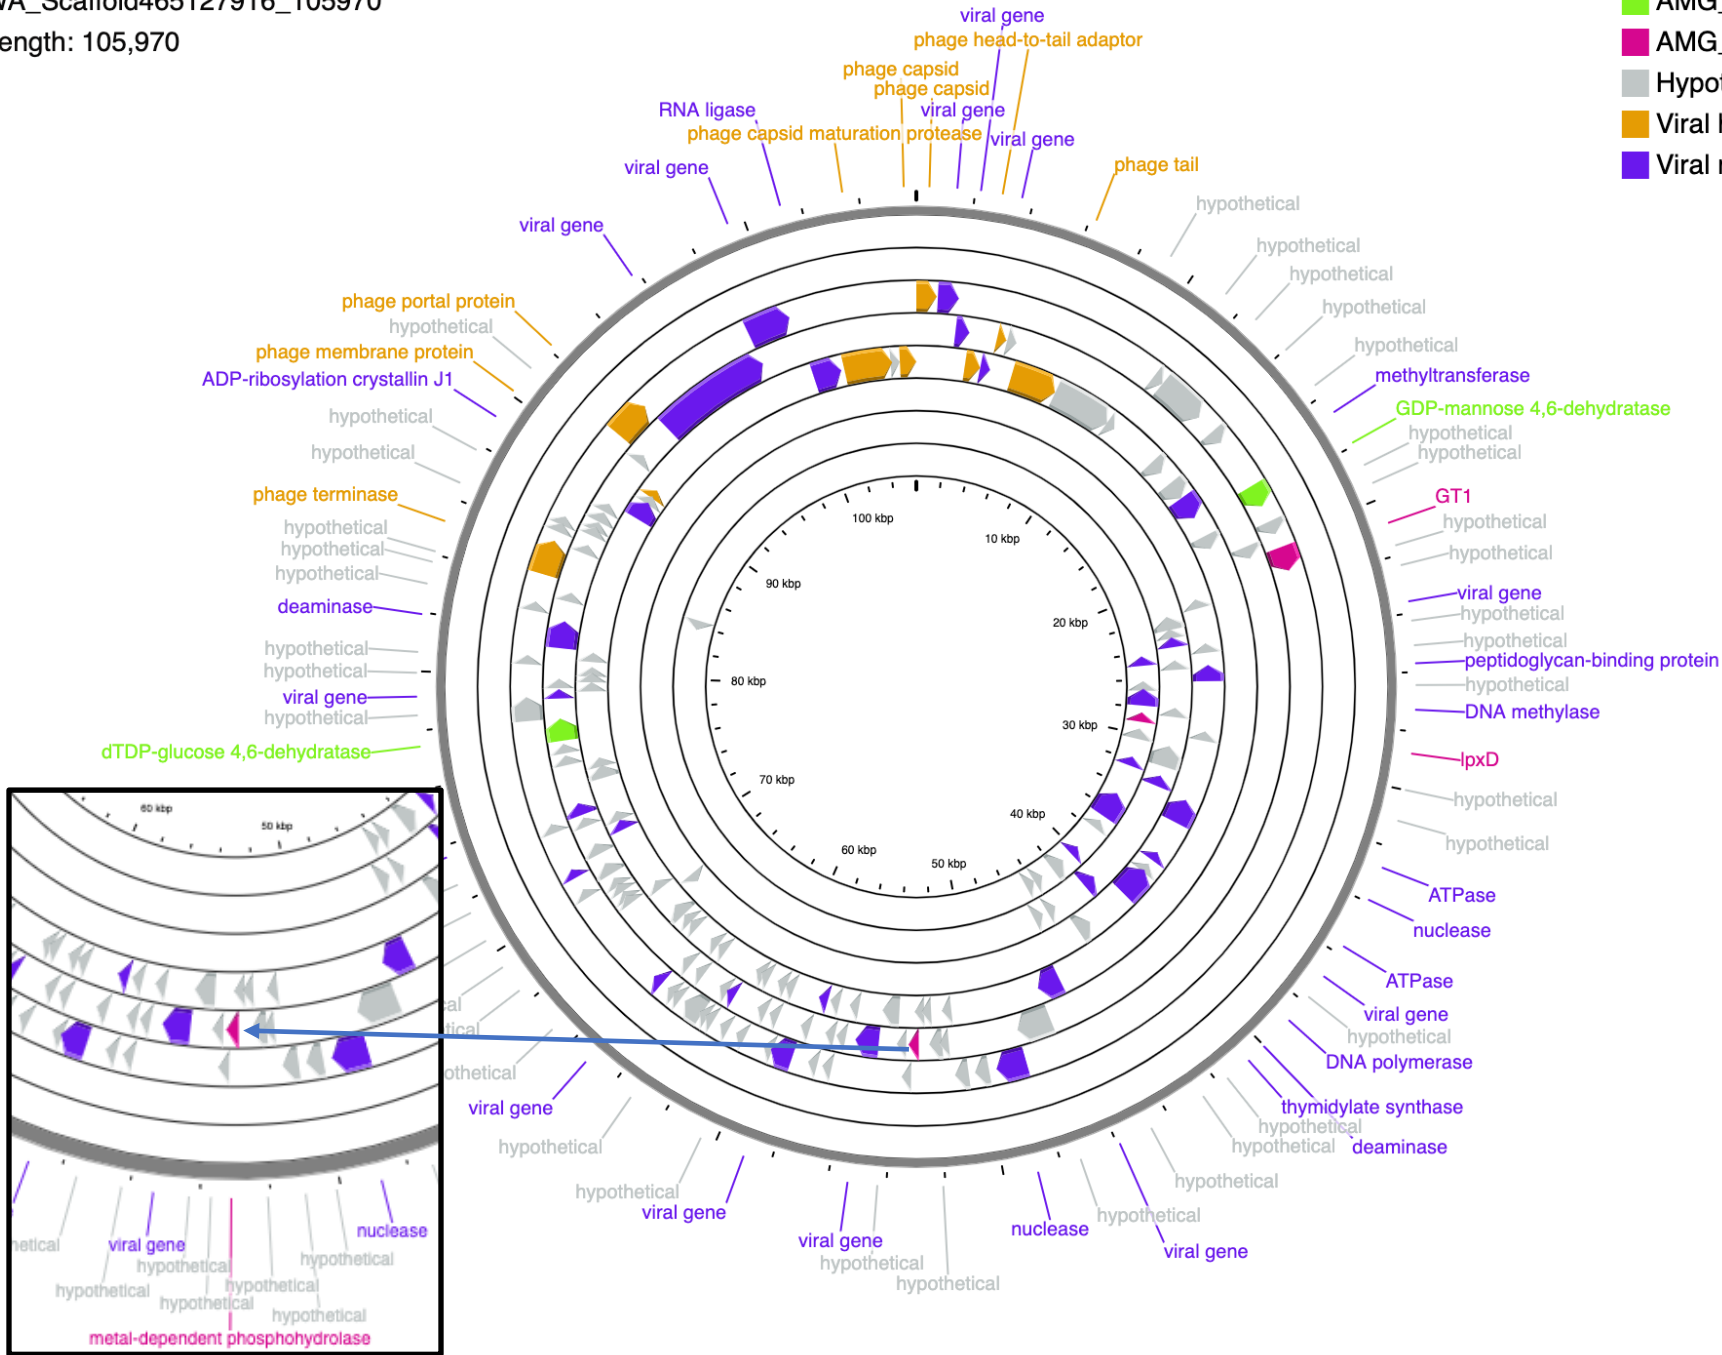 ength: 105,970
AMG_
AMG_
Viral
Viral
viral gene
phage head-to-tail adaptor
phage capsid
phage capsid
RNA ligase
viral gene
phage capsid maturation protease
viral gene
viral gene
phage tail
viral gene
hypothetical
hypothetical
hypothetical
phage portal protein
hypothetical
hypothetical
hypothetical
phage membrane protein
methyltransferase
ADP-ribosylation crystallin J1
GDP-mannose 4,6-dehydratase
hypothetical
hypothetical
hypothetical
hypothetical
phage terminase
GT1
hypothetical
hypothetical
hypothetical
hypothetical
hypothetical
deaminase
viral gene
hypothetical
hypothetical
hypothetical
hypothetical
peptidoglycan-binding protein
hypothetical
viral gene
DNA methylase
hypothetical
dTDP-glucose 4,6-dehydratase
lpxD
hypothetical
hypothetical
ATPase
nuclease
ATPase
viral gene
hypothetical
DNA polymerase
thymidylate synthase
hypothetical
hypothetical
deaminase
hypothetical
hypothetical
viral gene
nuclease
hypothetical
hypothetical
viral gene
viral gene
hypothetical
hypothetical
viral gene
othetical
tical
cal
100 kbp
10 kbp
90 kbp
20 kbp
80 kbp
30 kbp
70 kbp
40 kbp
60 kbp
50 kbp
60 kbp
50 kbp
nuclease
hetical
viral gene
hypothetical
hypothetical
hypothetical
hypothetical
hypothetical
hypothetical
metal-dependent phosphohydrolase